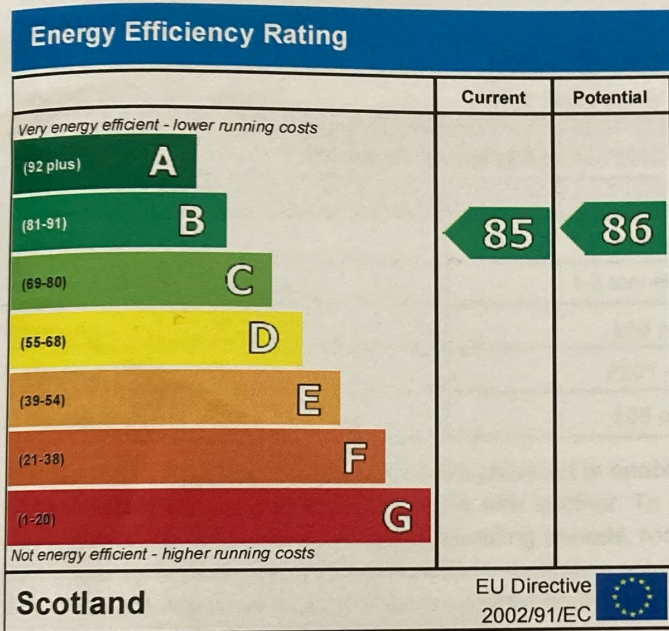 Energy Efficiency Rating
Current Potential
Very energy efficient - lower running costs
(92 plus) A
(81-91) B 85 86
(69-80) C
(55-68) D
(39-54) E
(21-38) F
(1-20) G
Not energy efficient - higher running costs
Scotland
EU Directive
2002/91/EC